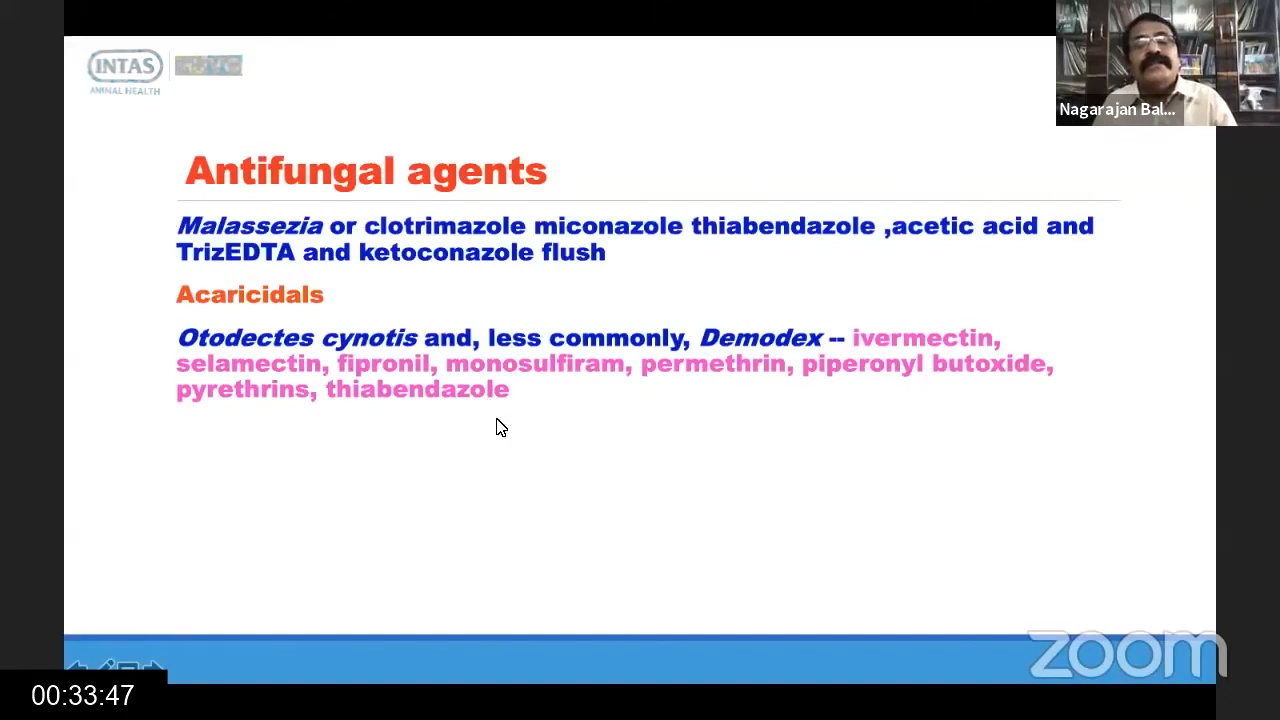 INTAS
ANIMAL HEALTH
Nagarajan Bal...
Antifungal agents
Malassezia or clotrimazole miconazole thiabendazole ,acetic acid and
TrizEDTA and ketoconazole flush
Acaricidals
Otodectes cynotis and, less commonly, Demodex -- ivermectin,
selamectin, fipronil, monosulfiram, permethrin, piperonyl butoxide,
pyrethrins, thiabendazole
zoom
00:33:47